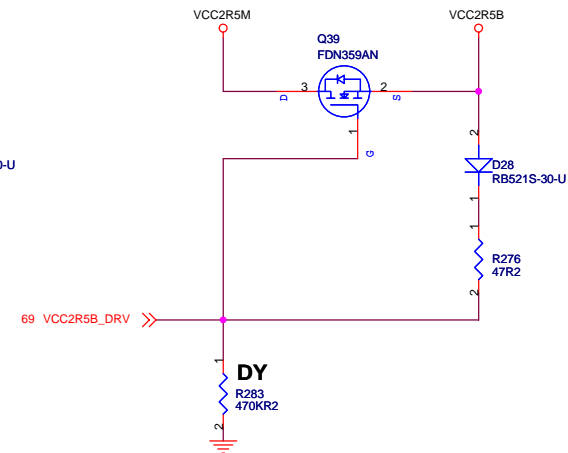 VCC2R5M
VCC2R5B
Q39
FDN359AN
3
D
2
S
1
G
0-U
2
D28
RB521S-30-U
1
1
R276
47R2
2
69 VCC2R5B_DRV
1
DY
R283
470KR2
2